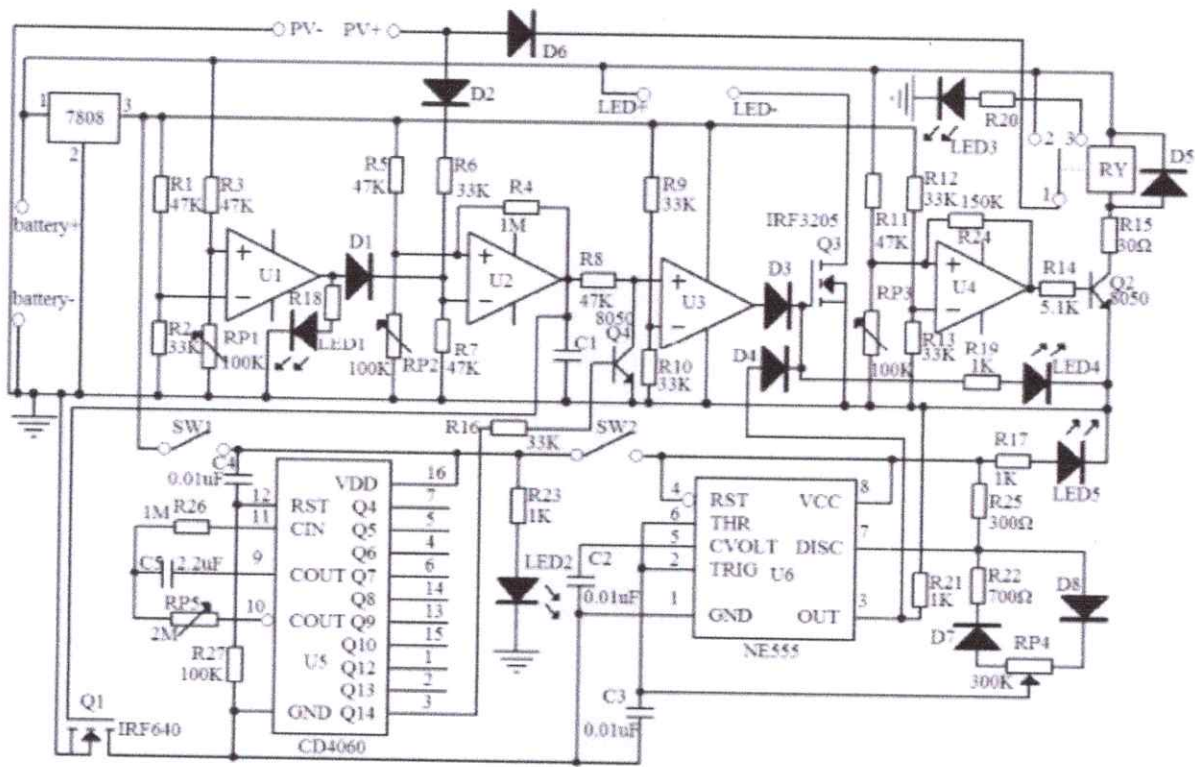 PV- PV+
D6
D2
LED+ LED-
1 7808 3
2
R20
LED3
2 3
1
RY
D5
R1
47K
R3
47K
R5
47K
R6
33K
R4
1M
R9
33K
R12
33K
150K
R24
R11
47K
R15
30Ω
battery+
battery-
IRF3205
Q3
+
-
U1
D1
R18
LED1
+
-
U2
R8
47K
8050
Q4
+
-
U3
D3
D4
RP3
100K
+
-
U4
R14
5.1K
Q2
8050
R2
33K
RP1
100K
RP2
100K
R7
47K
C1
R10
33K
R13
33K
R19
1K
LED4
R16
33K
SW1
SW2
R17
1K
LED5
C4
0.01uF
R26
1M
C5 2.2uF
RP5
2M
R27
100K
12 RST
11 CIN
9 COUT
10 COUT
U5
GND
VDD 16
Q4 7
Q5 5
Q6 4
Q7 6
Q8 14
Q9 13
Q10 15
Q12 1
Q13 2
Q14 3
CD4060
Q1
IRF640
R23
1K
LED2
C2
0.01uF
C3
0.01uF
4 RST
6 THR
5 CVOLT
2 TRIG
1 GND
U6
VCC 8
DISC 7
OUT 3
NE555
R25
300Ω
R21
1K
R22
700Ω
D7
D8
RP4
300K